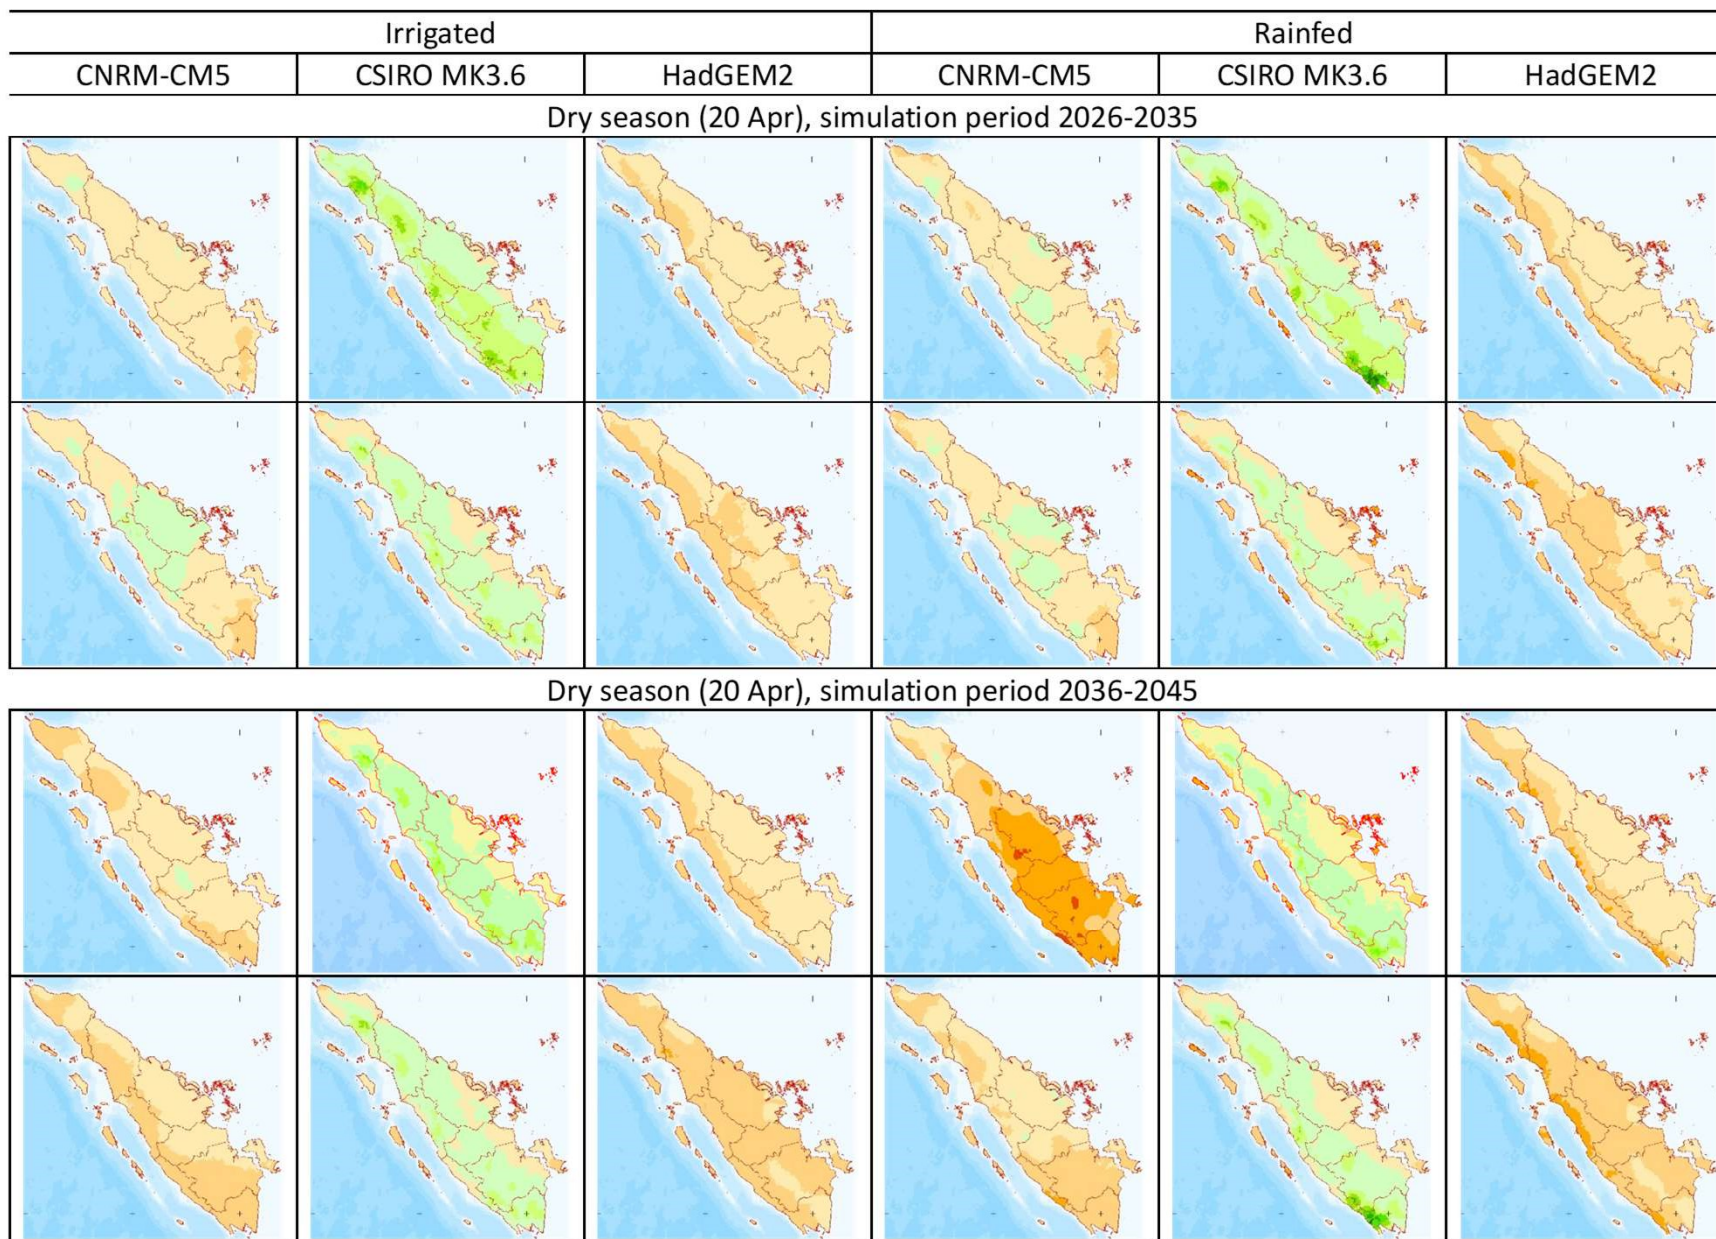 Irrigated Rainfed
CNRM-CM5 CSIRO MK3.6 HadGEM2 CNRM-CM5 CSIRO MK3.6 HadGEM2
Dry season (20 Apr), simulation period 2026-2035
Dry season (20 Apr), simulation period 2036-2045